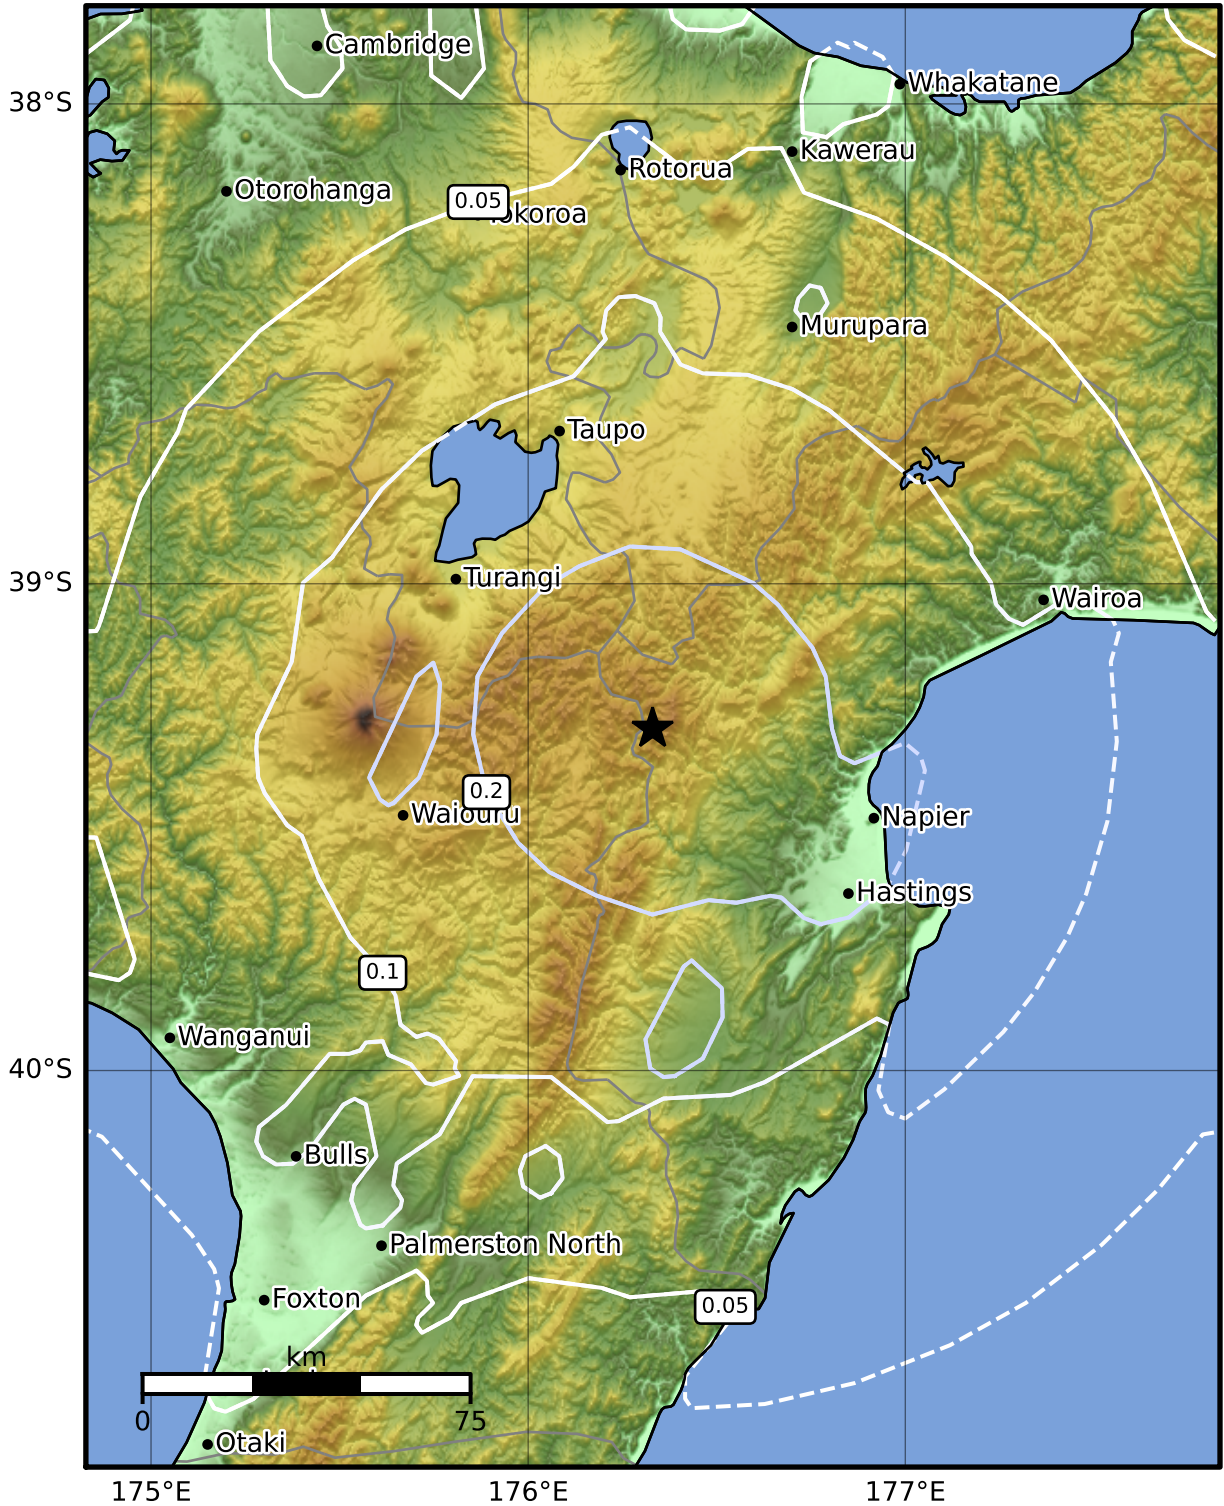 Cambridge
Whakatane
38°S
Kawerau
Rotorua
Otorohanga
0.05
okoroa
Murupara
Taupo
Turangi
39°S
Wairoa
0.2
Waiouru
Napier
Hastings
0.1
Wanganui
40°S
Bulls
Palmerston North
Foxton
0.05
km
0
75
Otaki
175°E
176°E
177°E